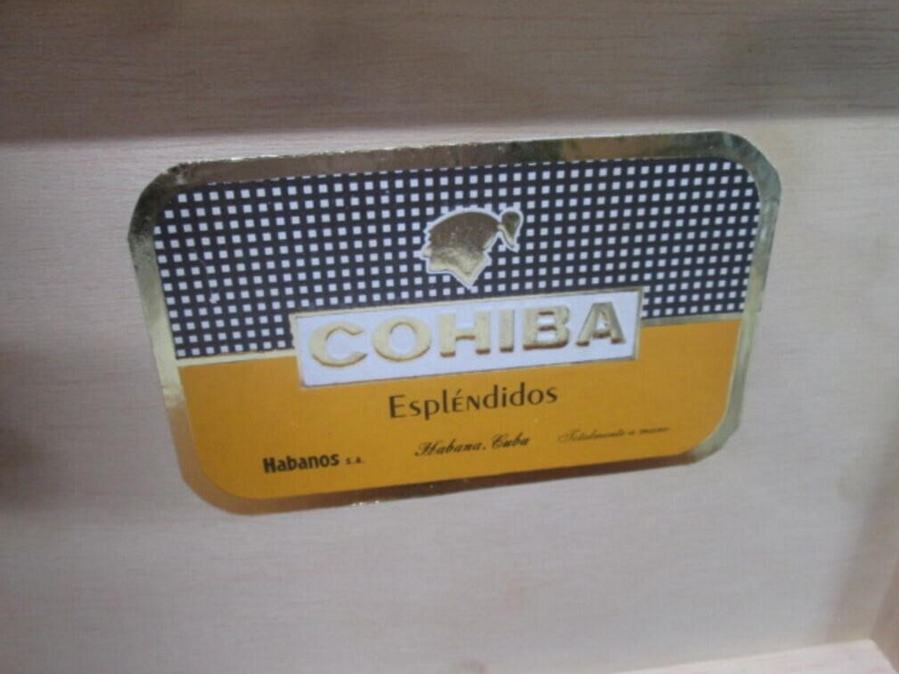 COHIBA
EspléNdidos
Habanos s.a. Habana, Cuba Totalmente a mano